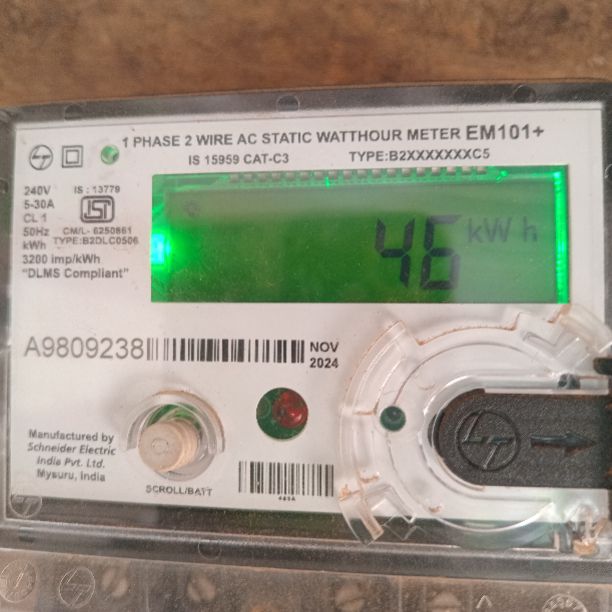 1 PHASE 2 WIRE AC STATIC WATTHOUR METER EM101+
IS 15959 CAT-C3 TYPE:B2XXXXXXXC5
240V IS : 13779
5-30A
CL 1
50Hz CM/L- 6250861
kWh TYPE:B2DLC0506
3200 imp/kWh
"DLMS Compliant"
46 kWh
A9809238 NOV
2024
Manufactured by
Schneider Electric
India Pvt. Ltd.
Mysuru, India
SCROLL/BATT
LT